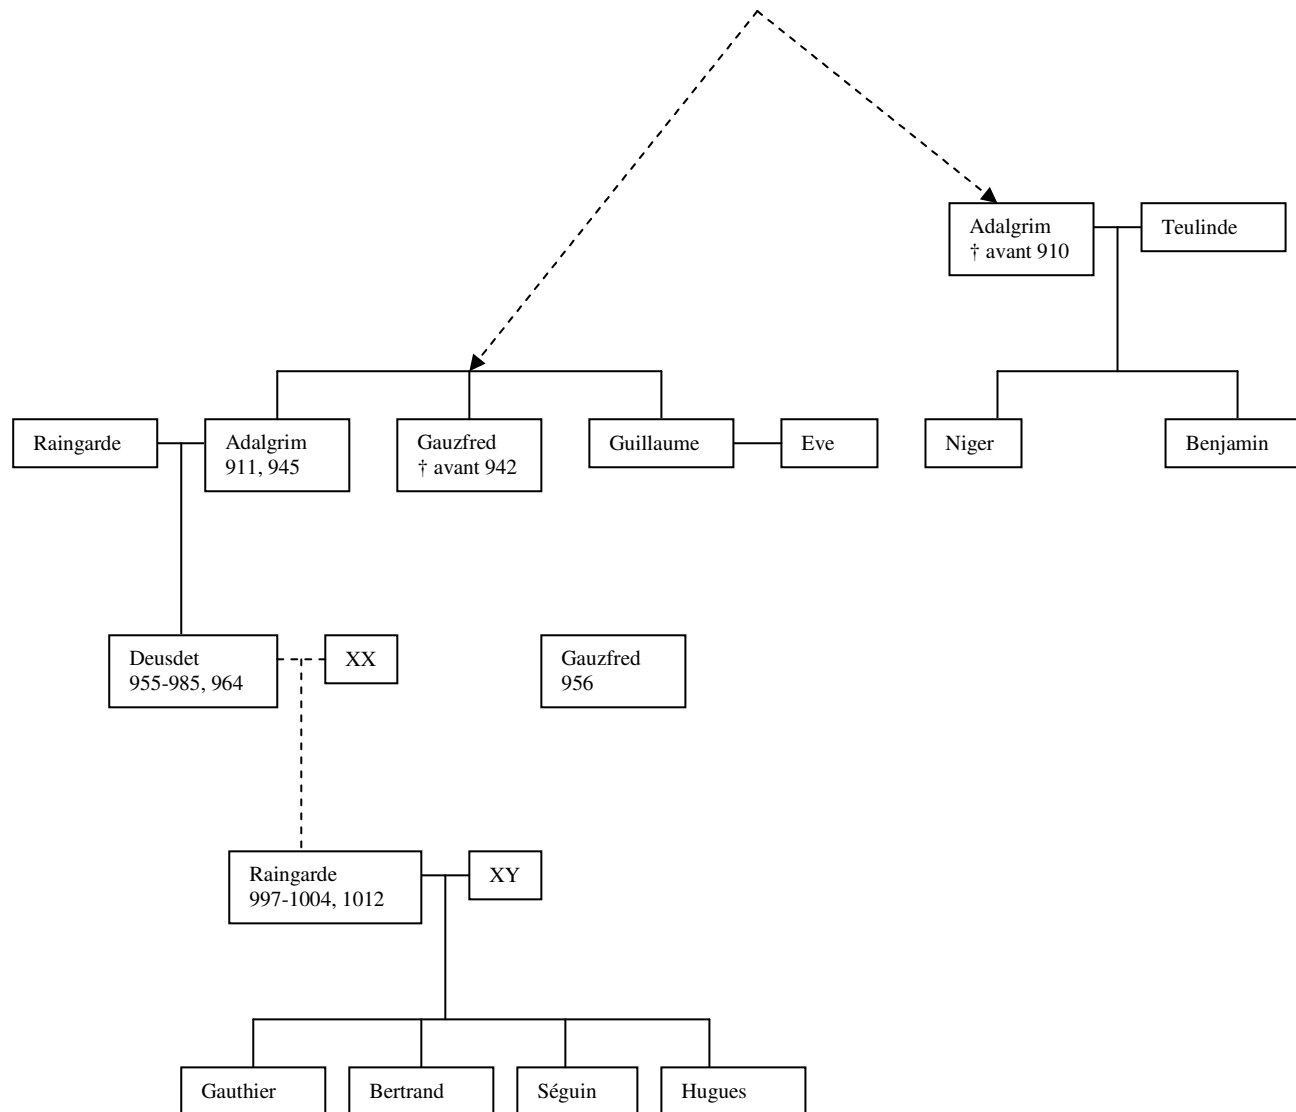 Adalgrim
† avant 910
Teulinde
Raingarde
Adalgrim
911, 945
Gauzfred
† avant 942
Guillaume
Eve
Niger
Benjamin
Deusdet
955-985, 964
XX
Gauzfred
956
Raingarde
997-1004, 1012
XY
Gauthier
Bertrand
Séguin
Hugues